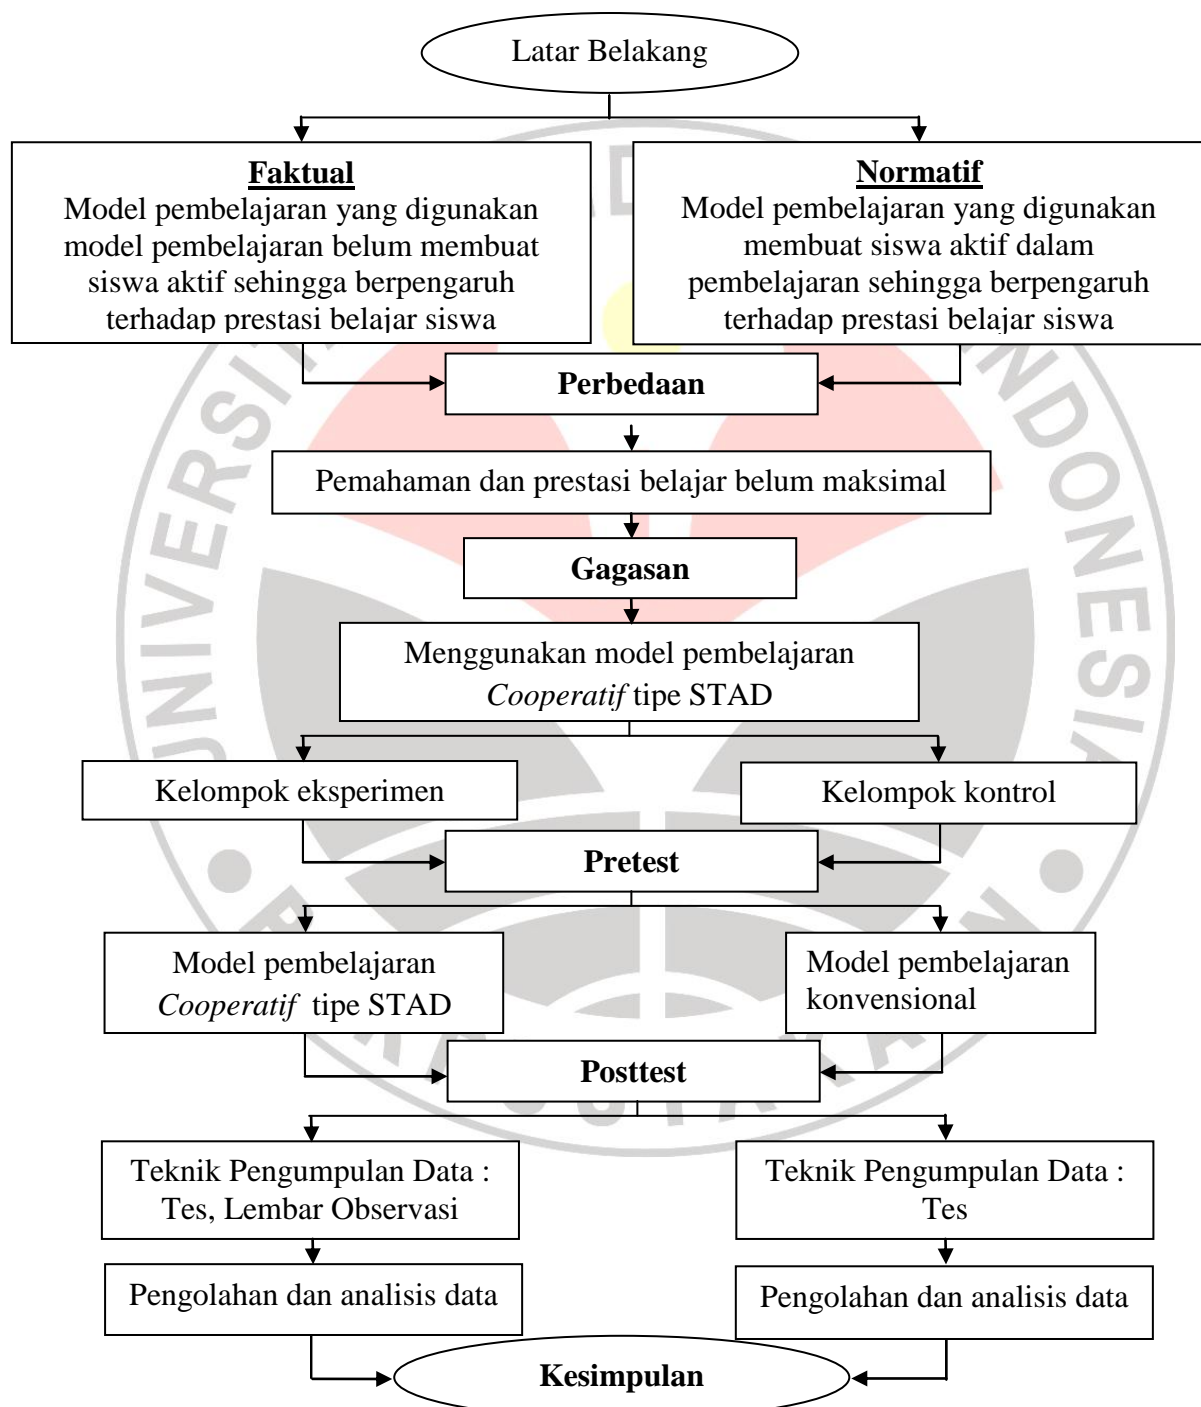 Latar Belakang
Faktual
Model pembelajaran yang digunakan
model pembelajaran belum membuat
siswa aktif sehingga berpengaruh
terhadap prestasi belajar siswa
Normatif
Model pembelajaran yang digunakan
membuat siswa aktif dalam
pembelajaran sehingga berpengaruh
terhadap prestasi belajar siswa
Perbedaan
Pemahaman dan prestasi belajar belum maksimal
Gagasan
Menggunakan model pembelajaran
Cooperatif tipe STAD
Kelompok eksperimen
Kelompok kontrol
Pretest
Model pembelajaran
Cooperatif tipe STAD
Model pembelajaran
konvensional
Posttest
Teknik Pengumpulan Data :
Tes, Lembar Observasi
Teknik Pengumpulan Data :
Tes
Pengolahan dan analisis data
Pengolahan dan analisis data
Kesimpulan
INDONESIA